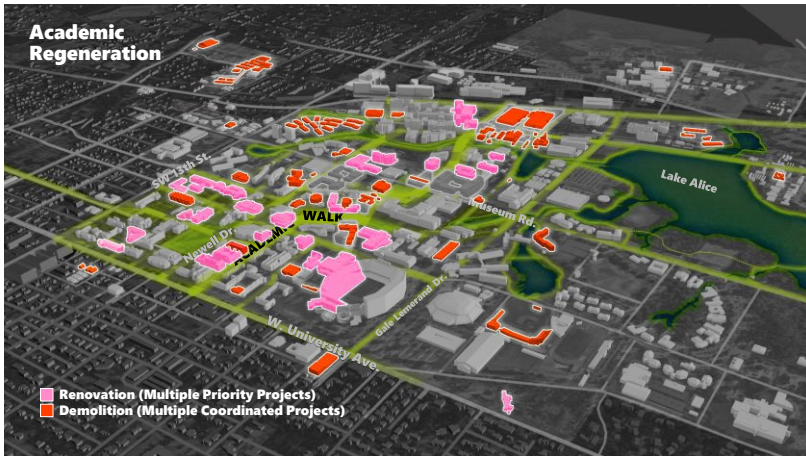 Academic
Regeneration
SW 13th St.
Lake Alice
Museum Rd.
WALK
Newell Dr.
ACADEMIC
Gale Lemerand Dr.
W. University Ave.
Renovation (Multiple Priority Projects)
Demolition (Multiple Coordinated Projects)